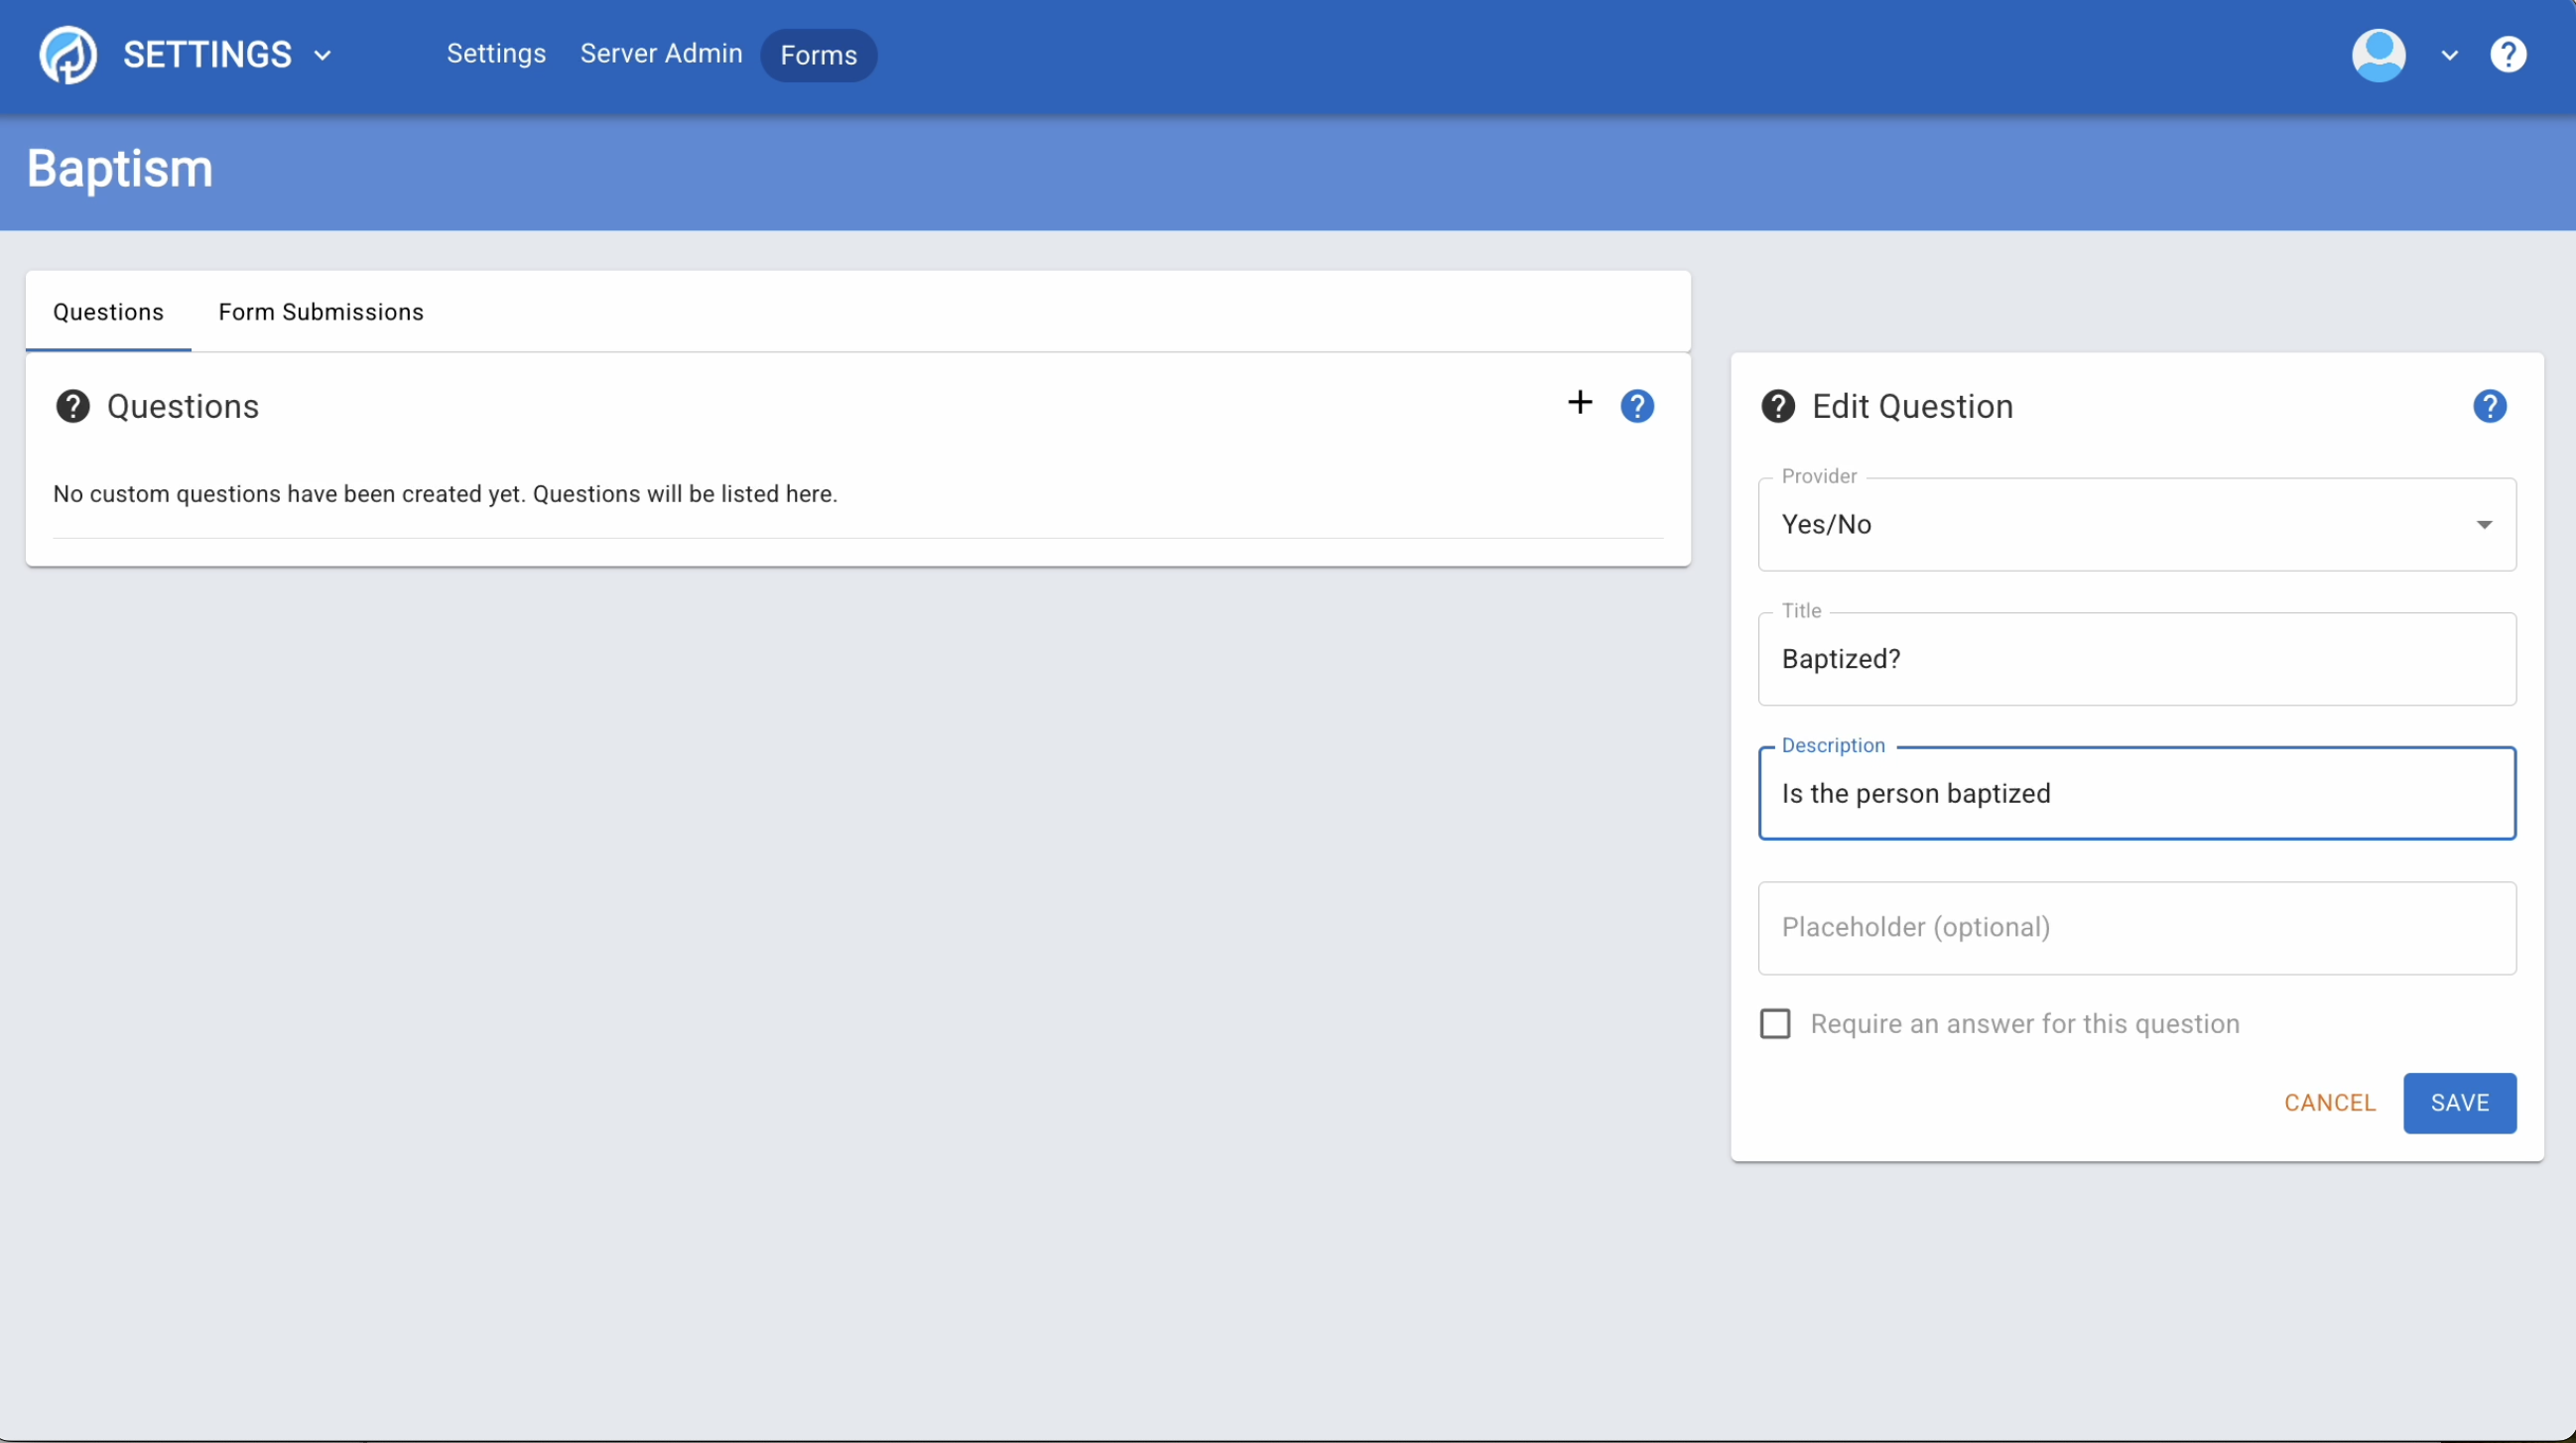 SETTINGS
Settings
Server Admin
Forms
Baptism
Questions
Form Submissions
Questions
No custom questions have been created yet. Questions will be listed here.
Edit Question
Provider
Yes/No
Title
Baptized?
Description
Is the person baptized
Placeholder (optional)
Require an answer for this question
CANCEL
SAVE